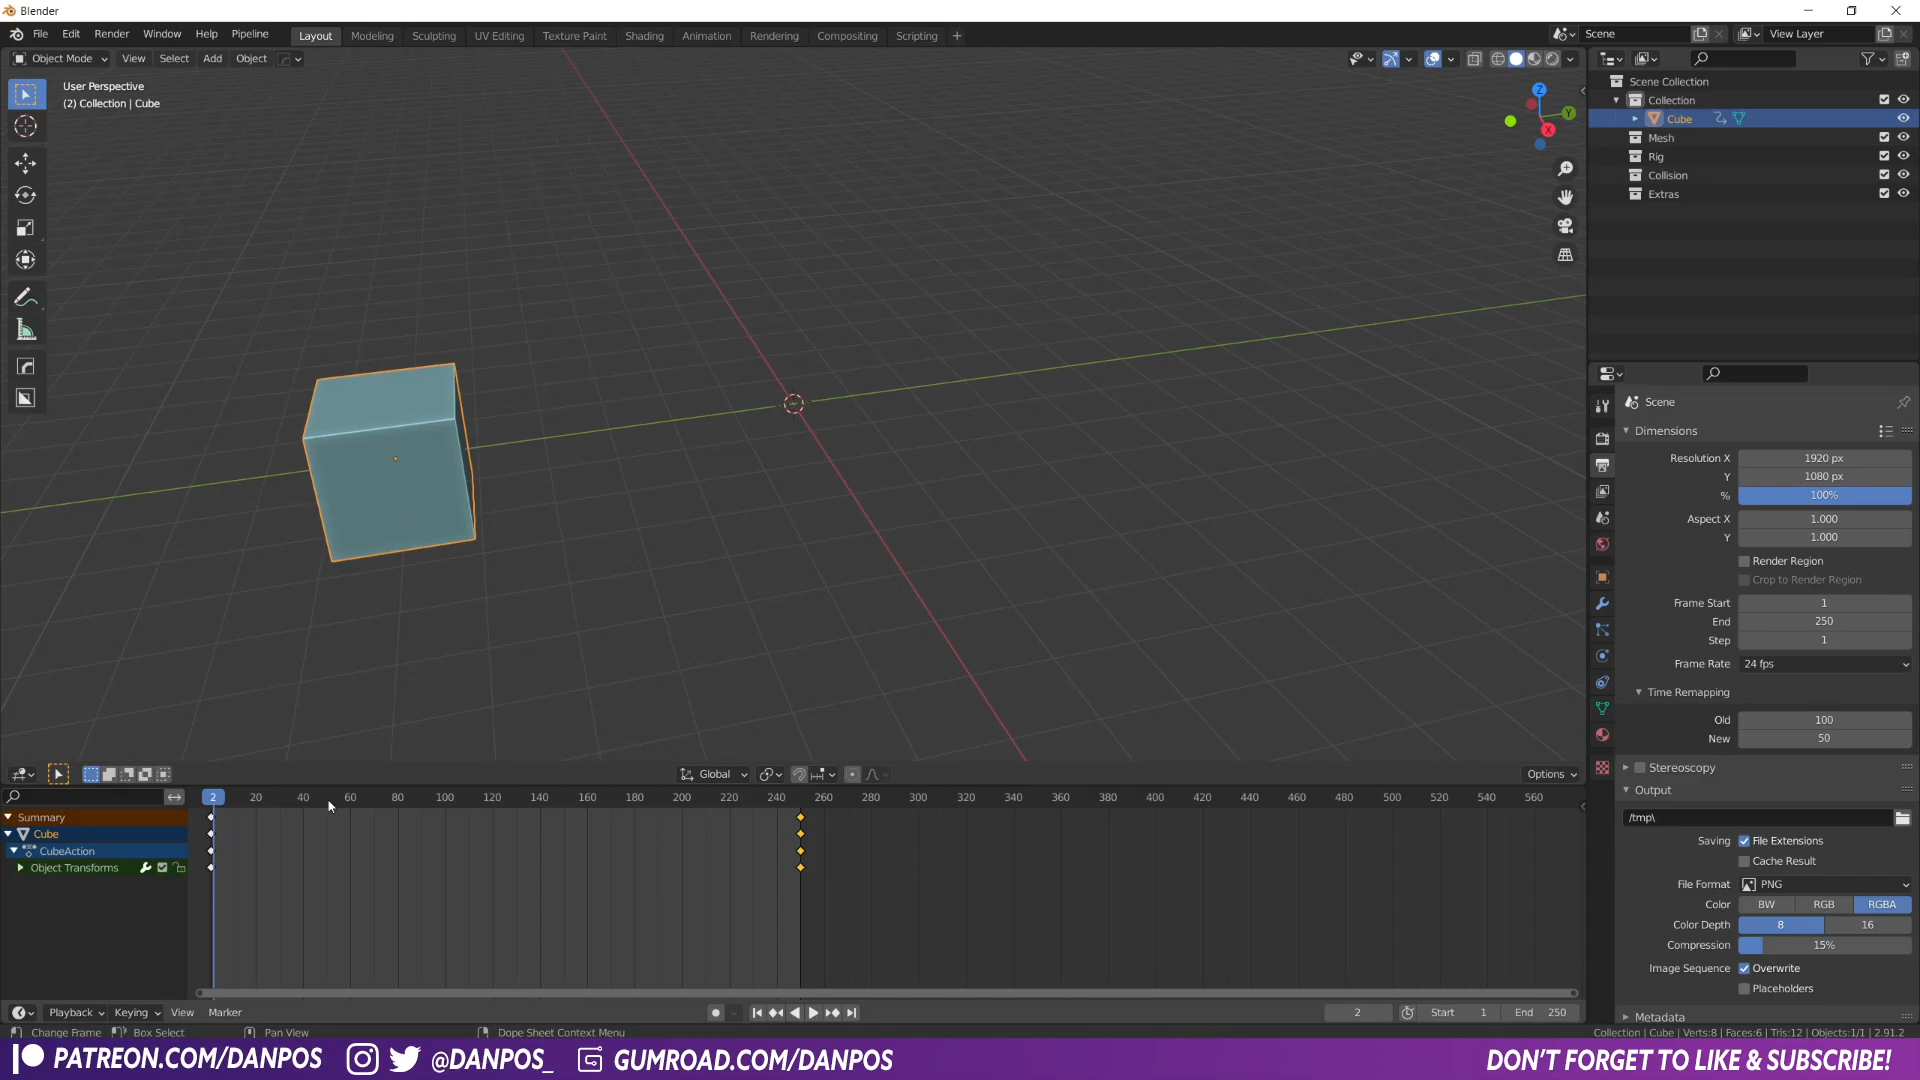 Blender
File Edit Render Window Help Pipeline Layout Modeling Sculpting UV Editing Texture Paint Shading Animation Rendering Compositing Scripting + Scene View Layer
Object Mode View Select Add Object
User Perspective
(2) Collection | Cube
Z
Y
X
Scene Collection
Collection
Cube
Mesh
Rig
Collision
Extras
Scene
Dimensions
Resolution X 1920 px
Y 1080 px
% 100%
Aspect X 1.000
Y 1.000
Render Region
Crop to Render Region
Frame Start 1
End 250
Step 1
Frame Rate 24 fps
Time Remapping
Old 100
New 50
Stereoscopy
Output
/tmp\
Saving File Extensions
Cache Result
File Format PNG
Color BW RGB RGBA
Color Depth 8 16
Compression 15%
Image Sequence Overwrite
Placeholders
Metadata
Global Options
2 20 40 60 80 100 120 140 160 180 200 220 240 260 280 300 320 340 360 380 400 420 440 460 480 500 520 540 560
Summary
Cube
CubeAction
Object Transforms
Playback Keying View Marker 2 Start 1 End 250
Change Frame Box Select Pan View Dope Sheet Context Menu Collection | Cube | Verts:8 | Faces:6 | Tris:12 | Objects:1/1 | 2.91.2
PATREON.COM/DANPOS @DANPOS_ GUMROAD.COM/DANPOS DON'T FORGET TO LIKE & SUBSCRIBE!